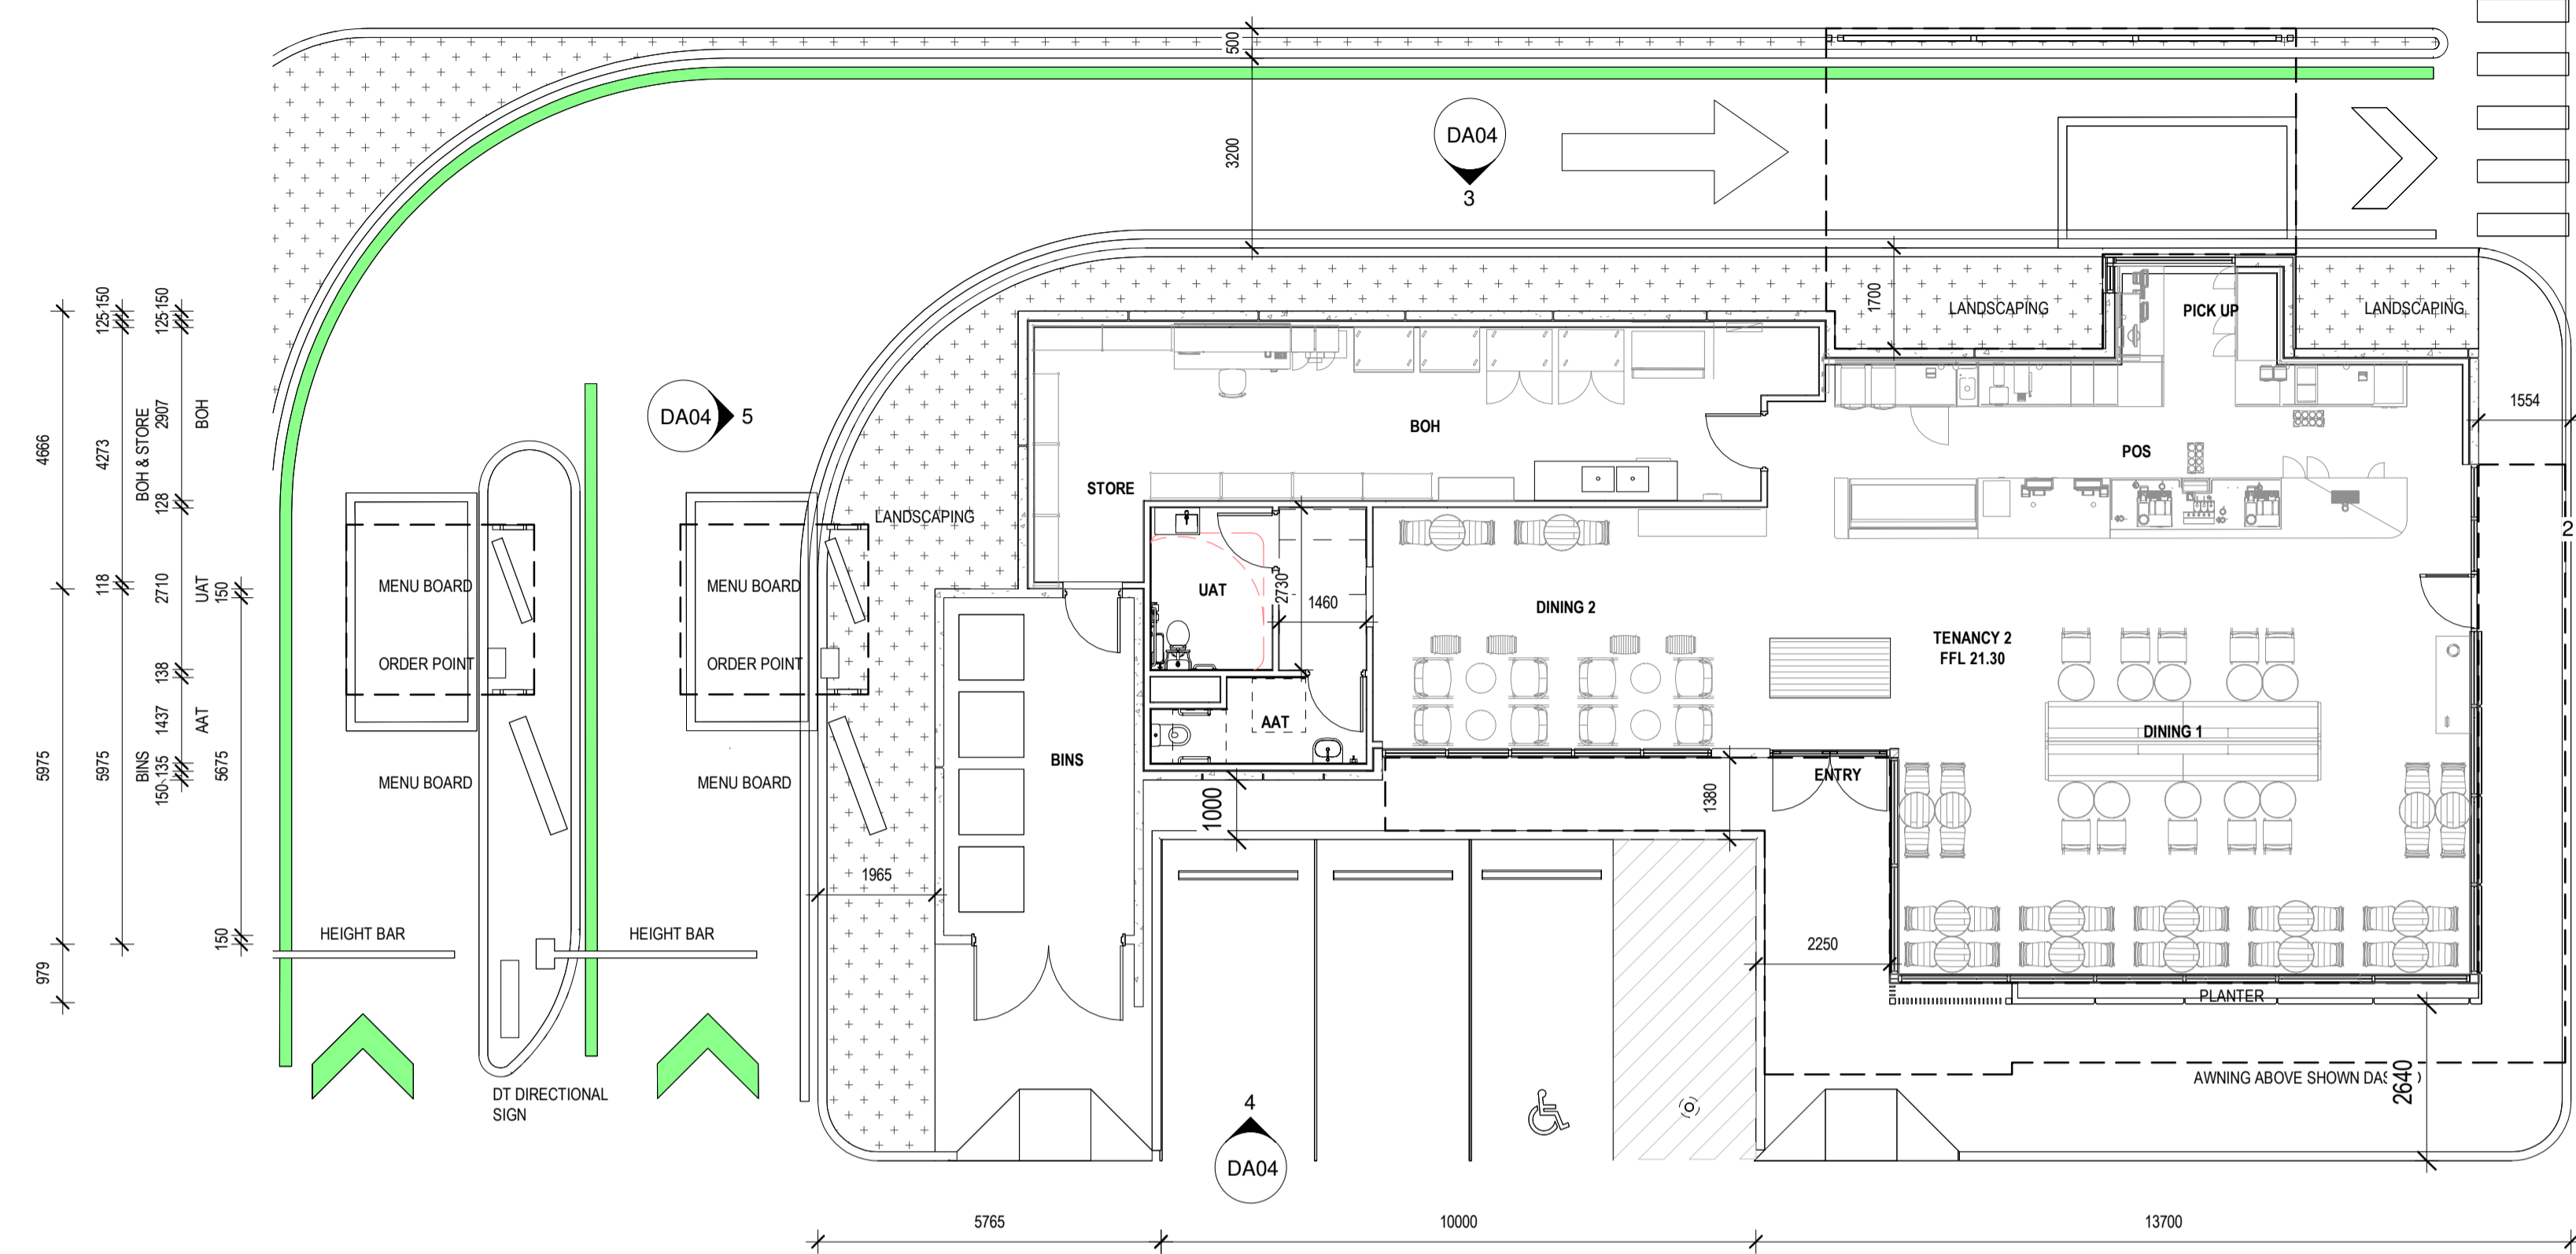 500
DA04
3
3200
1700
LANDSCAPING
PICK UP
LANDSCAPING
125
150
125
150
4666
4273
BOH & STORE
2907
BOH
DA04
5
1554
BOH
POS
STORE
128
LANDSCAPING
2
118
2710
UAT
150
MENU BOARD
MENU BOARD
UAT
2730
1460
DINING 2
TENANCY 2
FFL 21.30
ORDER POINT
ORDER POINT
138
1437
AAT
AAT
DINING 1
5975
5975
BINS
150
135
5675
MENU BOARD
MENU BOARD
BINS
ENTRY
1000
1380
1965
HEIGHT BAR
HEIGHT BAR
150
2250
979
PLANTER
DT DIRECTIONAL
SIGN
AWNING ABOVE SHOWN
2640
4
DA04
5765
10000
13700